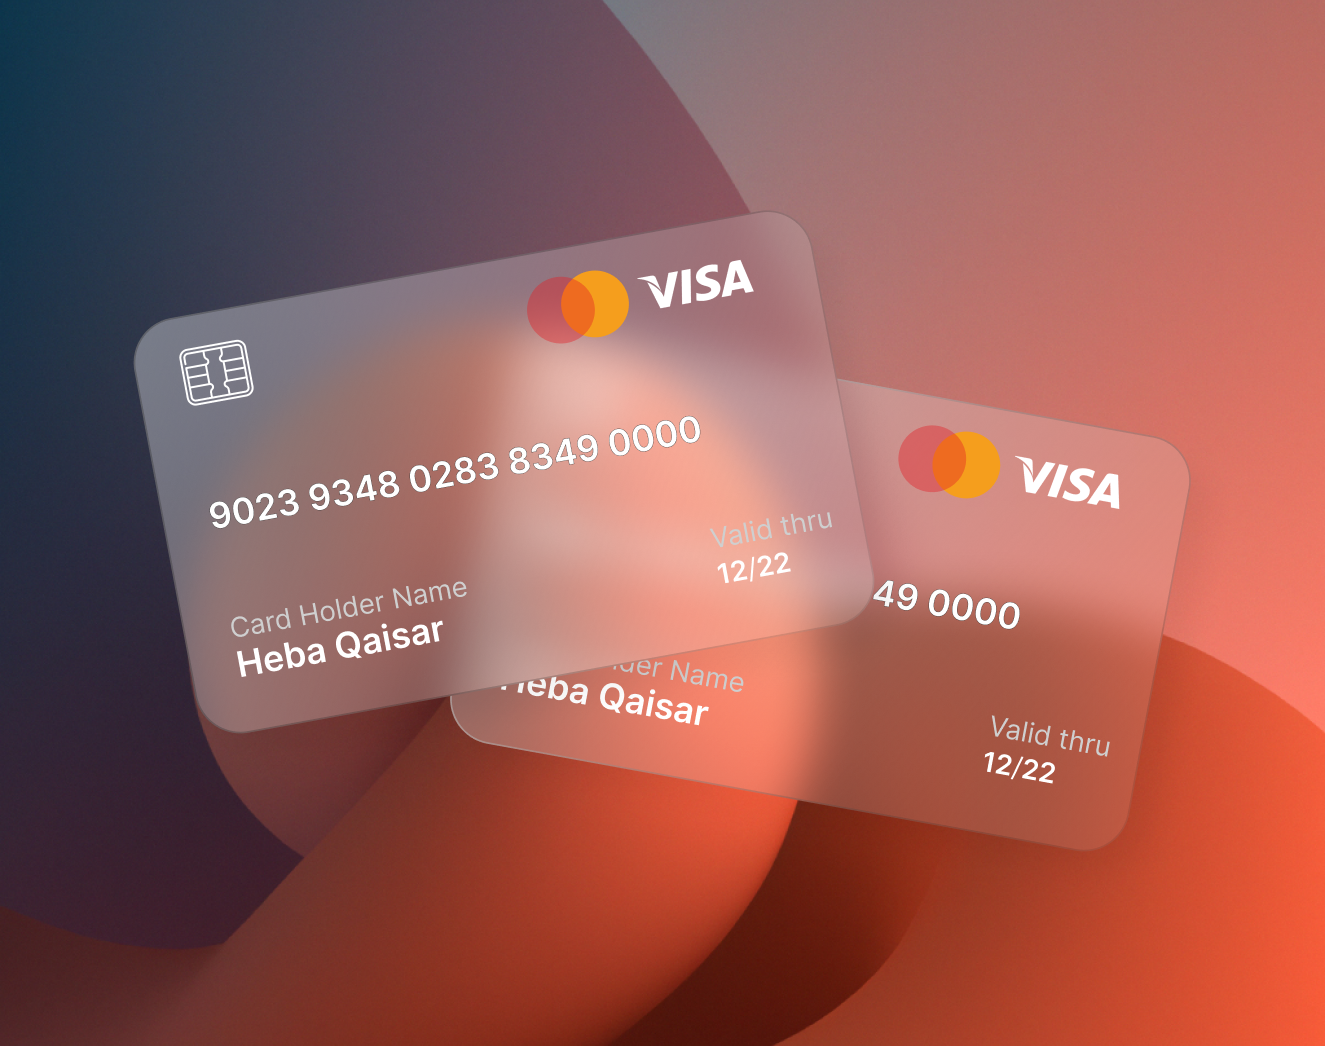 VISA
9023 9348 0283 8349 0000
Valid thru
12/22
Card Holder Name
Heba Qaisar
VISA
49 0000
Name
Qaisar
Valid thru
12/22